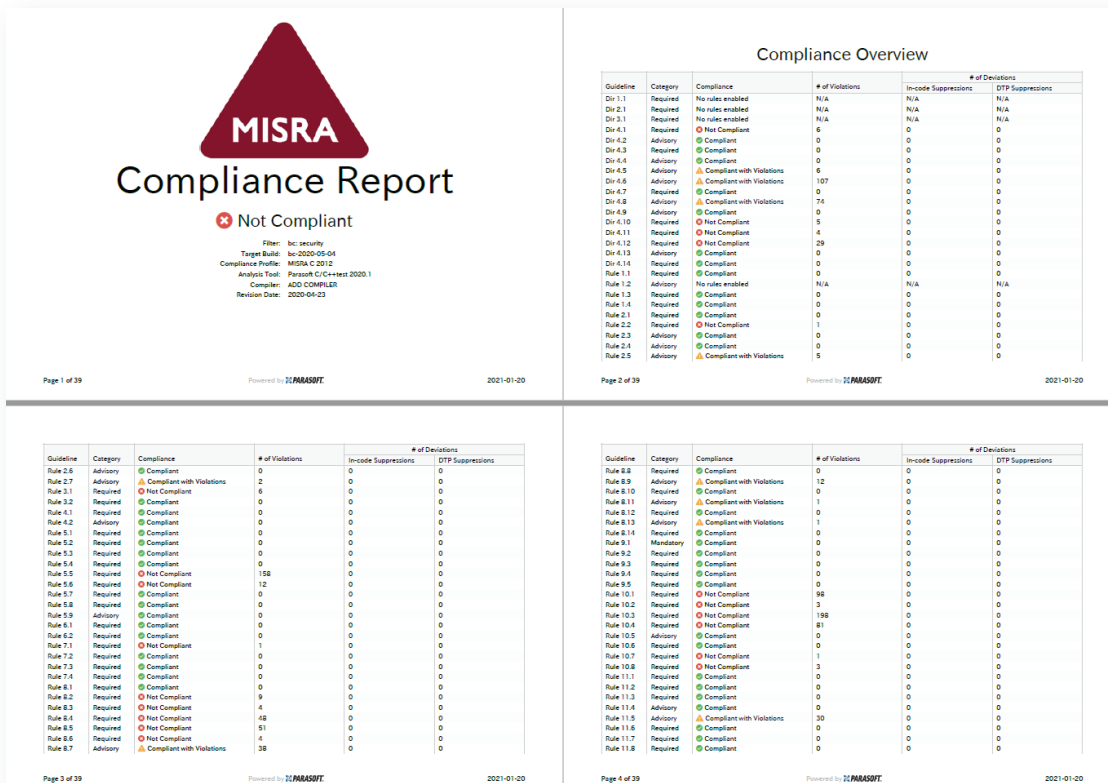 MISRA
Compliance Report
Not Compliant
Filter: bc: security
Target Build: bc-2020-05-04
Compliance Profile: MISRA C 2012
Analysis Tool: Parasoft C/C++test 2020.1
Compiler: ADD COMPILER
Revision Date: 2020-04-23
Page 1 of 39 Powered by PARASOFT. 2021-01-20
Compliance Overview
# of Deviations
Guideline Category Compliance # of Violations In-code Suppressions DTP Suppressions
Dir 1.1 Required No rules enabled N/A N/A N/A
Dir 2.1 Required No rules enabled N/A N/A N/A
Dir 3.1 Required No rules enabled N/A N/A N/A
Dir 4.1 Required Not Compliant 6 0 0
Dir 4.2 Advisory Compliant 0 0 0
Dir 4.3 Required Compliant 0 0 0
Dir 4.4 Advisory Compliant 0 0 0
Dir 4.5 Advisory Compliant with Violations 6 0 0
Dir 4.6 Advisory Compliant with Violations 107 0 0
Dir 4.7 Required Compliant 0 0 0
Dir 4.8 Advisory Compliant with Violations 74 0 0
Dir 4.9 Advisory Compliant 0 0 0
Dir 4.10 Required Not Compliant 5 0 0
Dir 4.11 Required Not Compliant 4 0 0
Dir 4.12 Required Not Compliant 29 0 0
Dir 4.13 Advisory Compliant 0 0 0
Dir 4.14 Required Compliant 0 0 0
Rule 1.1 Required Compliant 0 0 0
Rule 1.2 Advisory No rules enabled N/A N/A N/A
Rule 1.3 Required Compliant 0 0 0
Rule 1.4 Required Compliant 0 0 0
Rule 2.1 Required Compliant 0 0 0
Rule 2.2 Required Not Compliant 1 0 0
Rule 2.3 Advisory Compliant 0 0 0
Rule 2.4 Advisory Compliant 0 0 0
Rule 2.5 Advisory Compliant with Violations 5 0 0
Page 2 of 39 Powered by PARASOFT. 2021-01-20
# of Deviations
Guideline Category Compliance # of Violations In-code Suppressions DTP Suppressions
Rule 2.6 Advisory Compliant 0 0 0
Rule 2.7 Advisory Compliant with Violations 2 0 0
Rule 3.1 Required Not Compliant 6 0 0
Rule 3.2 Required Compliant 0 0 0
Rule 4.1 Required Compliant 0 0 0
Rule 4.2 Advisory Compliant 0 0 0
Rule 5.1 Required Compliant 0 0 0
Rule 5.2 Required Compliant 0 0 0
Rule 5.3 Required Compliant 0 0 0
Rule 5.4 Required Compliant 0 0 0
Rule 5.5 Required Not Compliant 158 0 0
Rule 5.6 Required Not Compliant 12 0 0
Rule 5.7 Required Compliant 0 0 0
Rule 5.8 Required Compliant 0 0 0
Rule 5.9 Advisory Compliant 0 0 0
Rule 6.1 Required Compliant 0 0 0
Rule 6.2 Required Compliant 0 0 0
Rule 7.1 Required Not Compliant 1 0 0
Rule 7.2 Required Compliant 0 0 0
Rule 7.3 Required Compliant 0 0 0
Rule 7.4 Required Compliant 0 0 0
Rule 8.1 Required Compliant 0 0 0
Rule 8.2 Required Not Compliant 9 0 0
Rule 8.3 Required Not Compliant 4 0 0
Rule 8.4 Required Not Compliant 48 0 0
Rule 8.5 Required Not Compliant 51 0 0
Rule 8.6 Required Not Compliant 4 0 0
Rule 8.7 Advisory Compliant with Violations 38 0 0
Page 3 of 39 Powered by PARASOFT. 2021-01-20
# of Deviations
Guideline Category Compliance # of Violations In-code Suppressions DTP Suppressions
Rule 8.8 Required Compliant 0 0 0
Rule 8.9 Advisory Compliant with Violations 12 0 0
Rule 8.10 Required Compliant 0 0 0
Rule 8.11 Advisory Compliant with Violations 1 0 0
Rule 8.12 Required Compliant 0 0 0
Rule 8.13 Advisory Compliant with Violations 1 0 0
Rule 8.14 Required Compliant 0 0 0
Rule 9.1 Mandatory Compliant 0 0 0
Rule 9.2 Required Compliant 0 0 0
Rule 9.3 Required Compliant 0 0 0
Rule 9.4 Required Compliant 0 0 0
Rule 9.5 Required Compliant 0 0 0
Rule 10.1 Required Not Compliant 98 0 0
Rule 10.2 Required Not Compliant 3 0 0
Rule 10.3 Required Not Compliant 198 0 0
Rule 10.4 Required Not Compliant 81 0 0
Rule 10.5 Advisory Compliant 0 0 0
Rule 10.6 Required Compliant 0 0 0
Rule 10.7 Required Not Compliant 1 0 0
Rule 10.8 Required Not Compliant 3 0 0
Rule 11.1 Required Compliant 0 0 0
Rule 11.2 Required Compliant 0 0 0
Rule 11.3 Required Compliant 0 0 0
Rule 11.4 Advisory Compliant 0 0 0
Rule 11.5 Advisory Compliant with Violations 30 0 0
Rule 11.6 Required Compliant 0 0 0
Rule 11.7 Required Compliant 0 0 0
Rule 11.8 Required Compliant 0 0 0
Page 4 of 39 Powered by PARASOFT. 2021-01-20